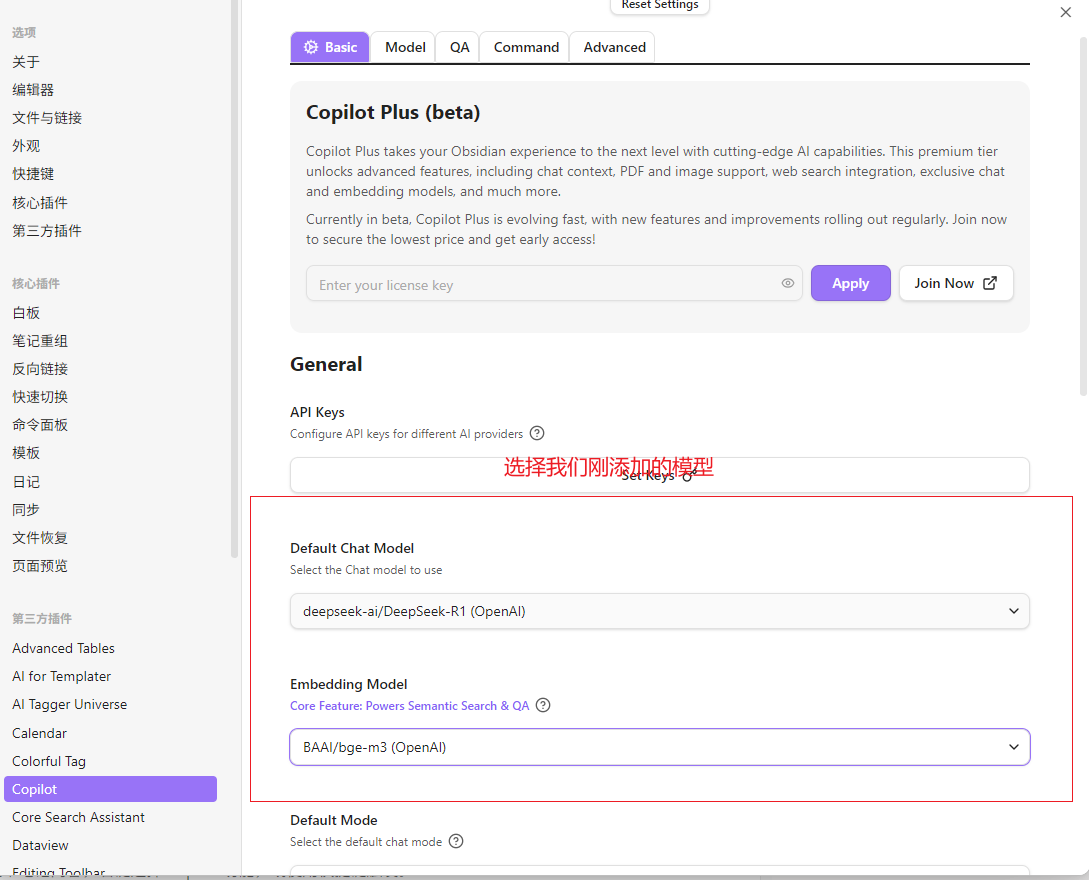 Reset Settings
选项
关于
编辑器
文件与链接
外观
快捷键
核心插件
第三方插件
核心插件
白板
笔记重组
反向链接
快速切换
命令面板
模板
日记
同步
文件恢复
页面预览
第三方插件
Advanced Tables
AI for Templater
AI Tagger Universe
Calendar
Colorful Tag
Copilot
Core Search Assistant
Dataview
Editing Toolbar
Basic Model QA Command Advanced
Copilot Plus (beta)
Copilot Plus takes your Obsidian experience to the next level with cutting-edge AI capabilities. This premium tier
unlocks advanced features, including chat context, PDF and image support, web search integration, exclusive chat
and embedding models, and much more.
Currently in beta, Copilot Plus is evolving fast, with new features and improvements rolling out regularly. Join now
to secure the lowest price and get early access!
Enter your license key Apply Join Now
General
API Keys
Configure API keys for different AI providers
选择我们刚添加的模型
Set Keys
Default Chat Model
Select the Chat model to use
deepseek-ai/DeepSeek-R1 (OpenAI)
Embedding Model
Core Feature: Powers Semantic Search & QA
BAAI/bge-m3 (OpenAI)
Default Mode
Select the default chat mode